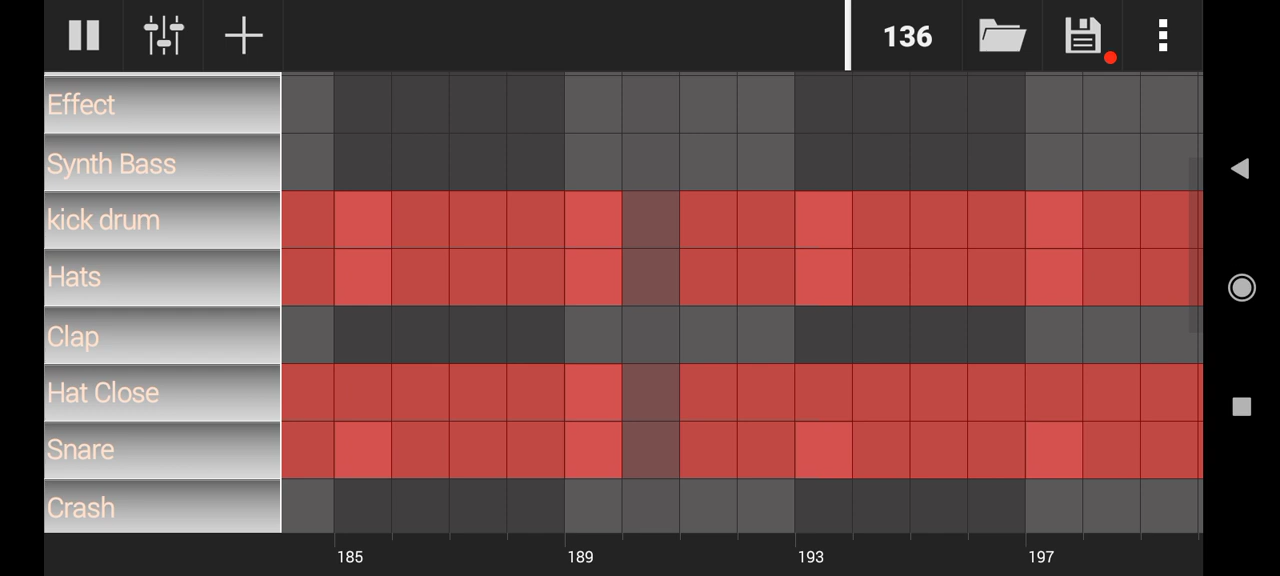 136
Effect
Synth Bass
kick drum
Hats
Clap
Hat Close
Snare
Crash
185 189 193 197